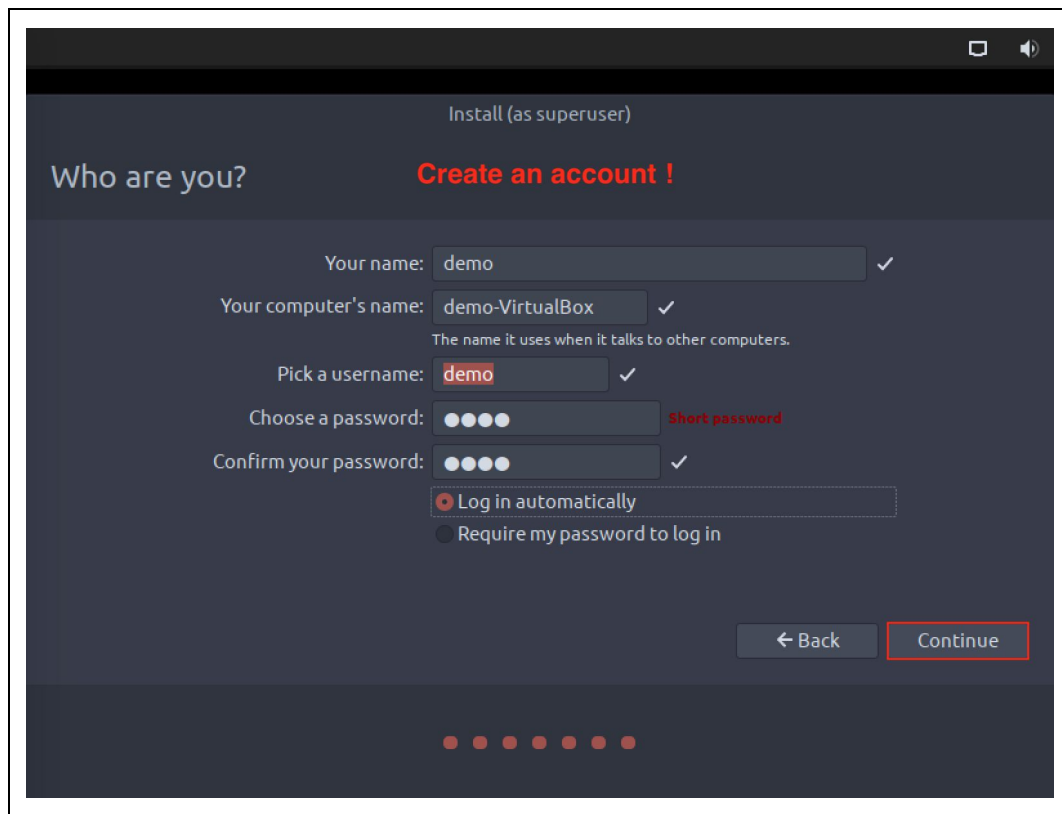 Install (as superuser)
Who are you?
Create an account !
Your name: demo
Your computer's name: demo-VirtualBox
The name it uses when it talks to other computers.
Pick a username: demo
Choose a password: ●●●● Short password
Confirm your password: ●●●●
Log in automatically
Require my password to log in
Back Continue